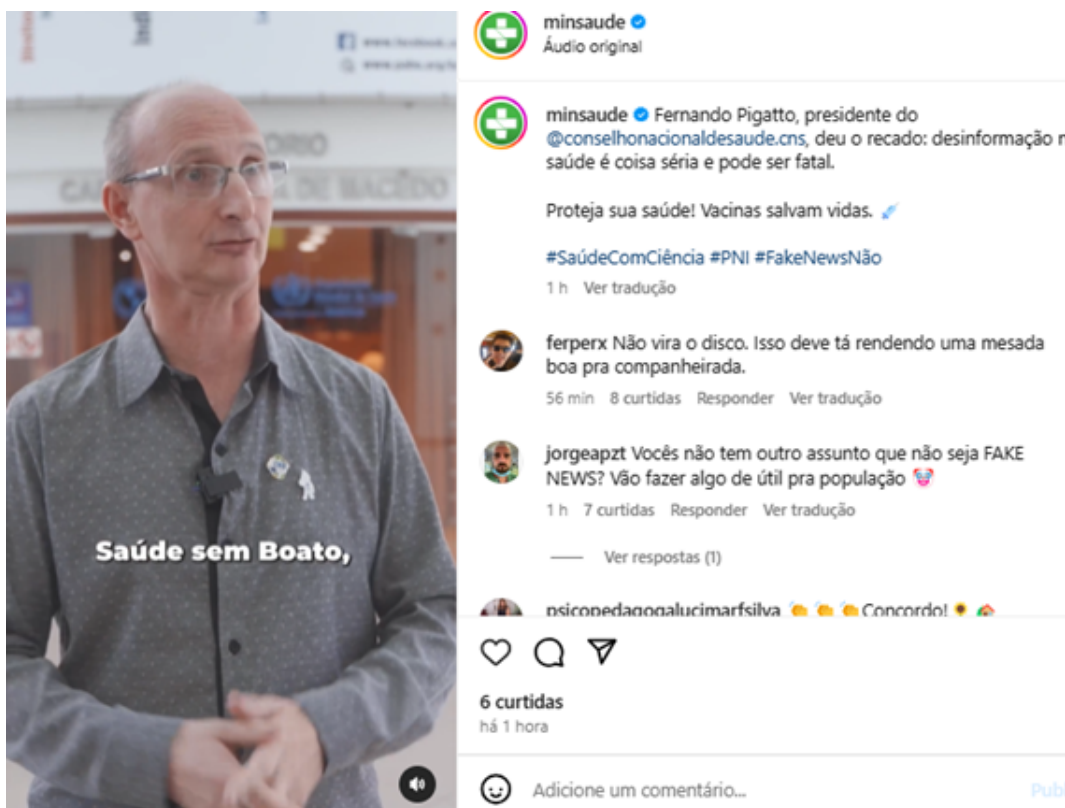 www.facebook
DE MACÊDO
Saúde sem Boato,
minsaude
Áudio original
minsaude Fernando Pigatto, presidente do
@conselhonacionaldesaude.cns, deu o recado: desinformação n
saúde é coisa séria e pode ser fatal.
Proteja sua saúde! Vacinas salvam vidas.
#SaúdeComCiência #PNI #FakeNewsNão
1 h Ver tradução
ferperx Não vira o disco. Isso deve tá rendendo uma mesada
boa pra companheirada.
56 min 8 curtidas Responder Ver tradução
jorgeapzt Vocês não tem outro assunto que não seja FAKE
NEWS? Vão fazer algo de útil pra população 🤡
1 h 7 curtidas Responder Ver tradução
Ver respostas (1)
psicopedagogalucimarfsilva 👏👏👏Concordo!🌻🏠
6 curtidas
há 1 hora
Adicione um comentário...
Publi